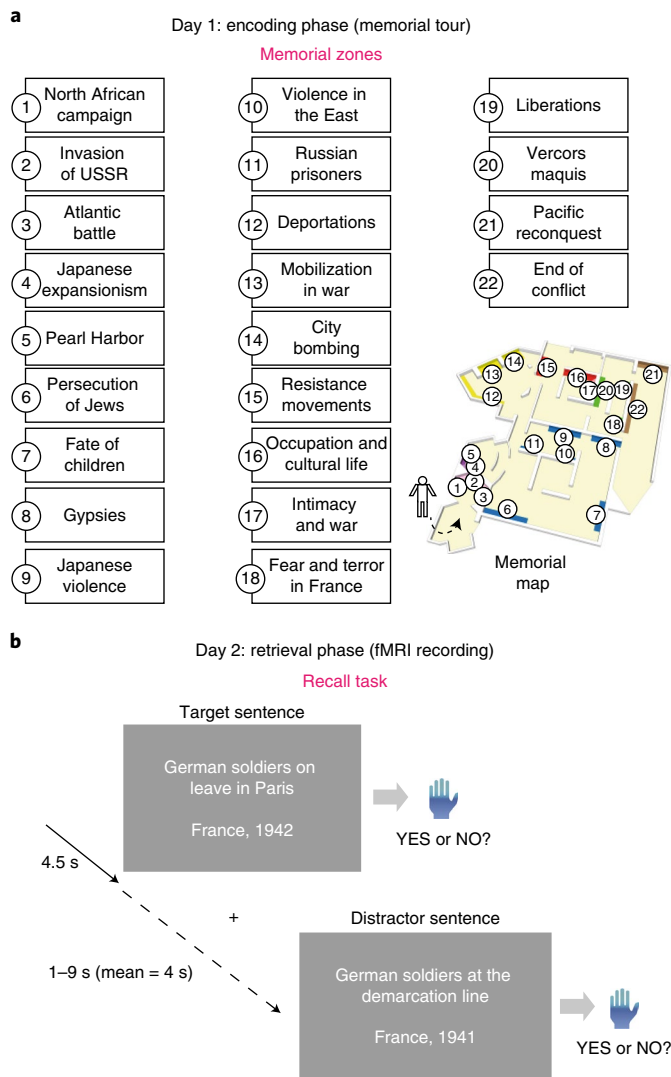 a
Day 1: encoding phase (memorial tour)
Memorial zones
1
North African
campaign
2
Invasion
of USSR
3
Atlantic
battle
4
Japanese
expansionism
5
Pearl Harbor
6
Persecution
of Jews
7
Fate of
children
8
Gypsies
9
Japanese
violence
10
Violence in
the East
11
Russian
prisoners
12
Deportations
13
Mobilization
in war
14
City
bombing
15
Resistance
movements
16
Occupation and
cultural life
17
Intimacy
and war
18
Fear and terror
in France
19
Liberations
20
Vercors
maquis
21
Pacific
reconquest
22
End of
conflict
14
13
12
15
16
17
20
19
21
22
18
11
9
10
8
5
4
2
1
3
6
7
Memorial
map
b
Day 2: retrieval phase (fMRI recording)
Recall task
Target sentence
German soldiers on
leave in Paris
France, 1942
YES or NO?
4.5 s
+
1–9 s (mean = 4 s)
Distractor sentence
German soldiers at the
demarcation line
France, 1941
YES or NO?